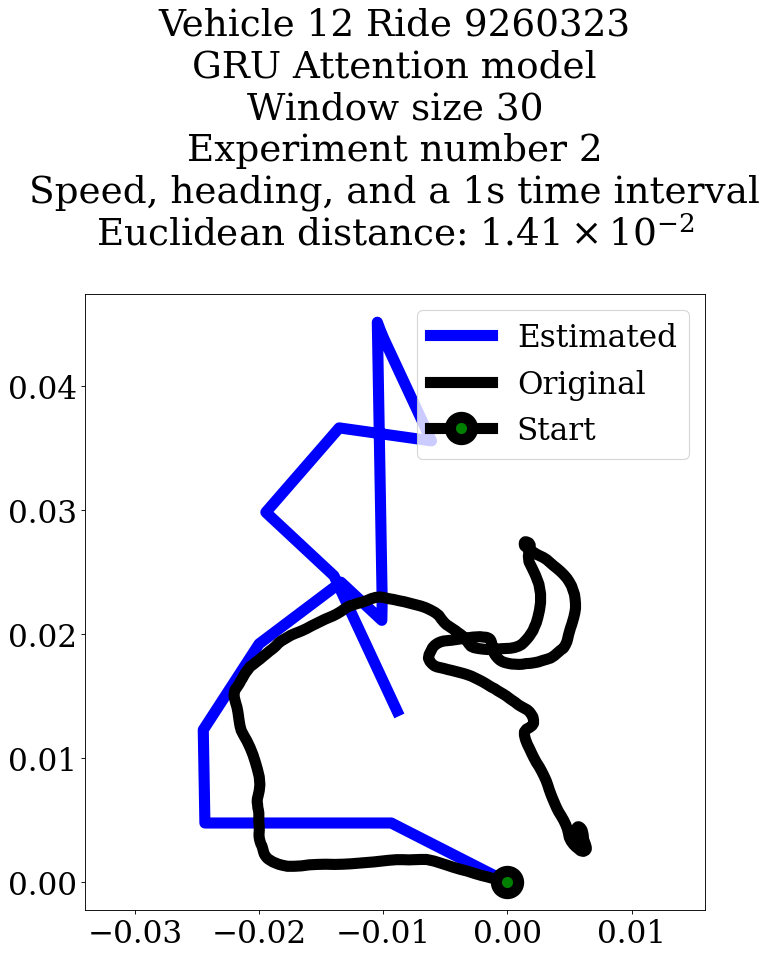 Vehicle 12 Ride 9260323
GRU Attention model
Window size 30
Experiment number 2
Speed, heading, and a 1s time interval
Euclidean distance: 1.41 × 10⁻²
Estimated
Original
Start
0.04
0.03
0.02
0.01
0.00
−0.03 −0.02 −0.01 0.00 0.01